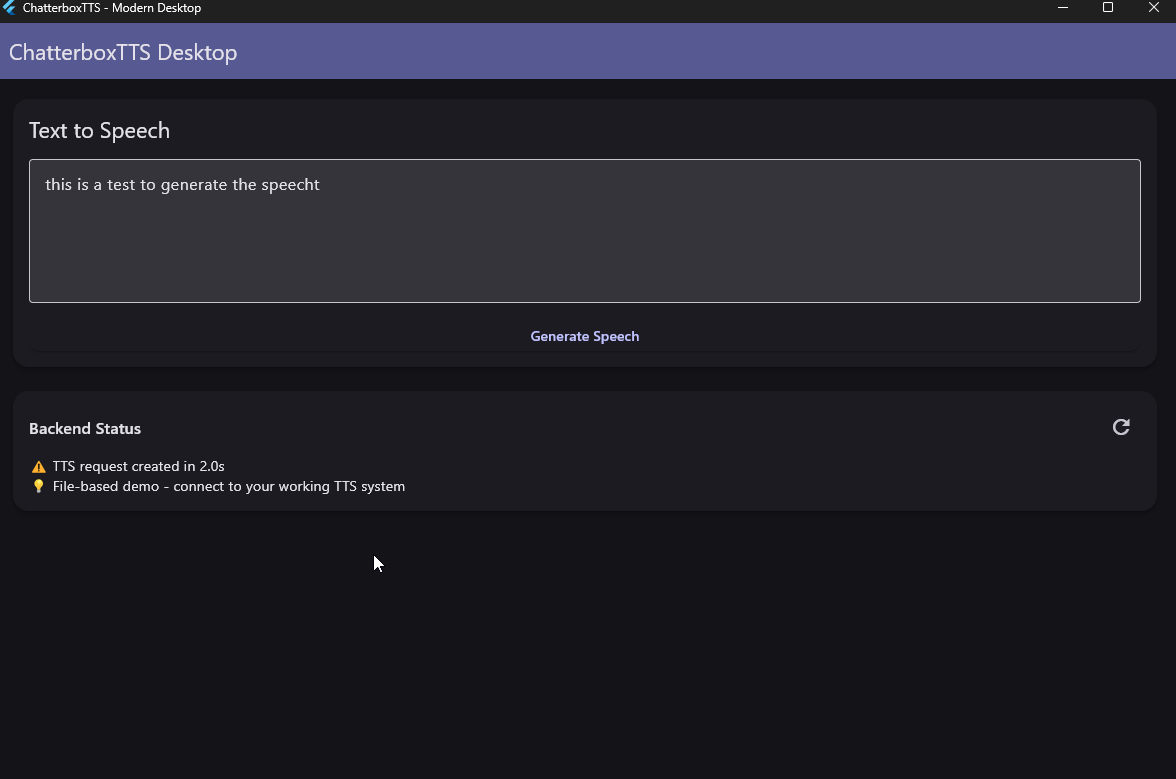 ChatterboxTTS - Modern Desktop
ChatterboxTTS Desktop
Text to Speech
this is a test to generate the speecht
Generate Speech
Backend Status
⚠️ TTS request created in 2.0s
💡 File-based demo - connect to your working TTS system